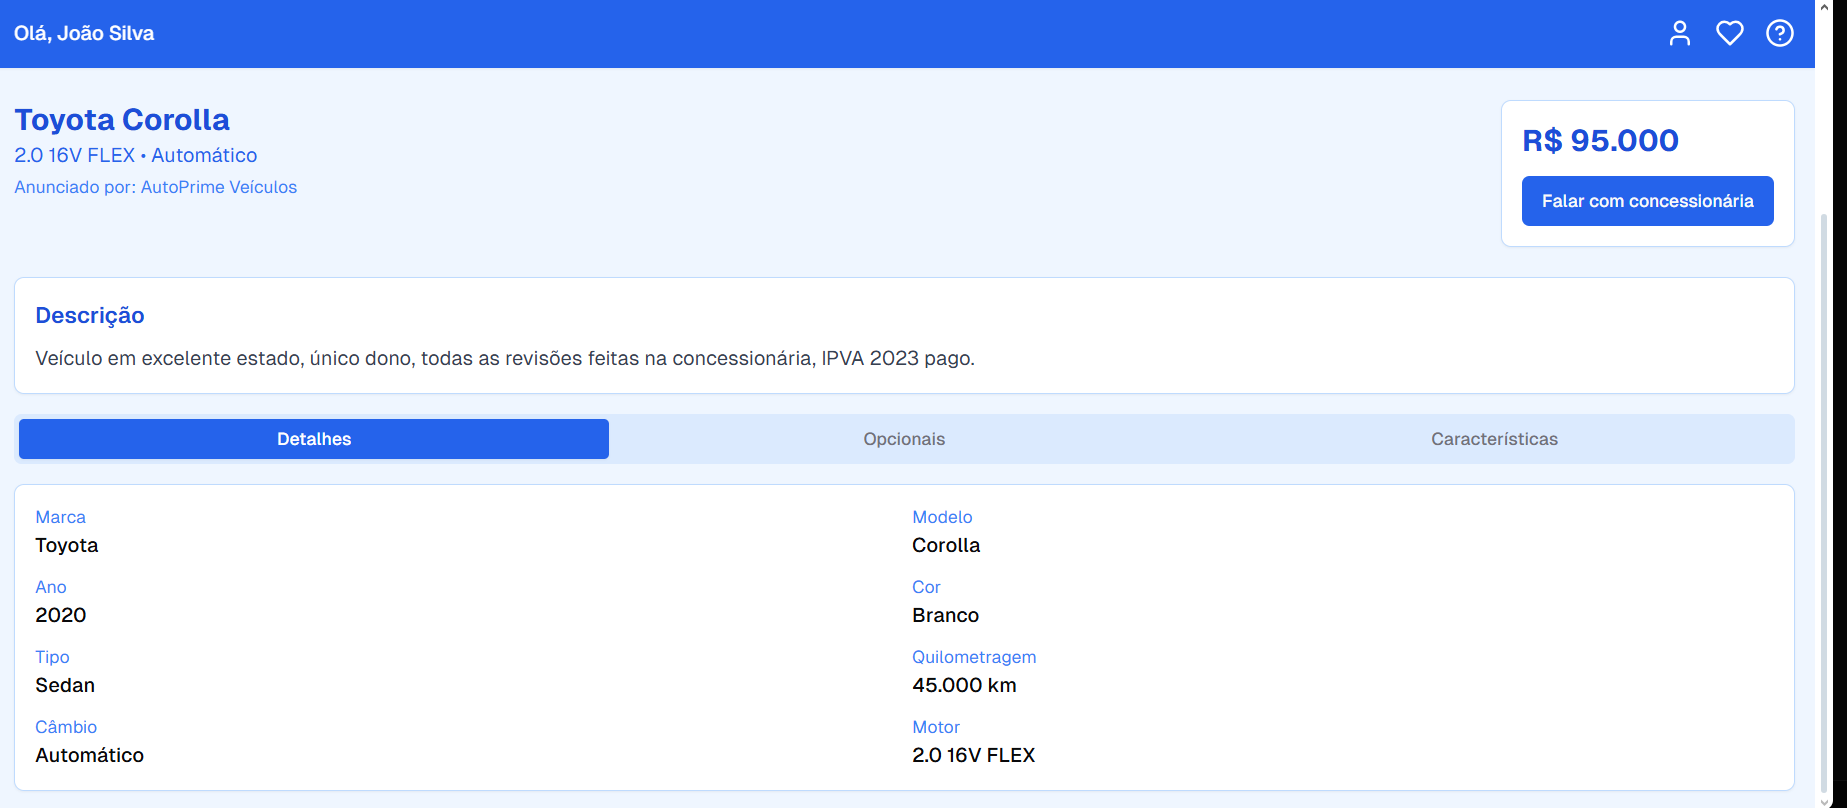 Olá, João Silva
Toyota Corolla
2.0 16V FLEX • Automático
Anunciado por: AutoPrime Veículos
R$ 95.000
Falar com concessionária
Descrição
Veículo em excelente estado, único dono, todas as revisões feitas na concessionária, IPVA 2023 pago.
Detalhes
Opcionais
Características
Marca
Toyota
Modelo
Corolla
Ano
2020
Cor
Branco
Tipo
Sedan
Quilometragem
45.000 km
Câmbio
Automático
Motor
2.0 16V FLEX